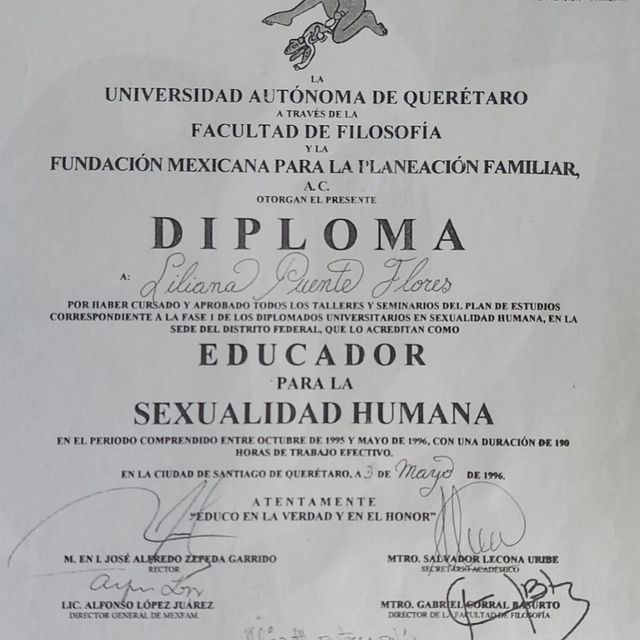 LA
UNIVERSIDAD AUTÓNOMA DE QUERÉTARO
A TRAVÉS DE LA
FACULTAD DE FILOSOFÍA
Y LA
FUNDACIÓN MEXICANA PARA LA PLANEACIÓN FAMILIAR,
A.C.
OTORGAN EL PRESENTE
DIPLOMA
A: Liliana Puente Flores
POR HABER CURSADO Y APROBADO TODOS LOS TALLERES Y SEMINARIOS DEL PLAN DE ESTUDIOS
CORRESPONDIENTE A LA FASE I DE LOS DIPLOMADOS UNIVERSITARIOS EN SEXUALIDAD HUMANA, EN LA
SEDE DEL DISTRITO FEDERAL, QUE LO ACREDITAN COMO
EDUCADOR
PARA LA
SEXUALIDAD HUMANA
EN EL PERIODO COMPRENDIDO ENTRE OCTUBRE DE 1995 Y MAYO DE 1996, CON UNA DURACIÓN DE 190
HORAS DE TRABAJO EFECTIVO.
EN LA CIUDAD DE SANTIAGO DE QUERÉTARO, A 3 de Mayo DE 1996.
ATENTAMENTE
"EDUCO EN LA VERDAD Y EN EL HONOR"
M. EN I. JOSÉ ALFREDO ZEPEDA GARRIDO
RECTOR
MTRO. SALVADOR LECONA URIBE
SECRETARIO ACADÉMICO
LIC. ALFONSO LÓPEZ JUÁREZ
DIRECTOR GENERAL DE MEXFAM
MTRO. GABRIEL CORRAL BASURTO
DIRECTOR DE LA FACULTAD DE FILOSOFÍA